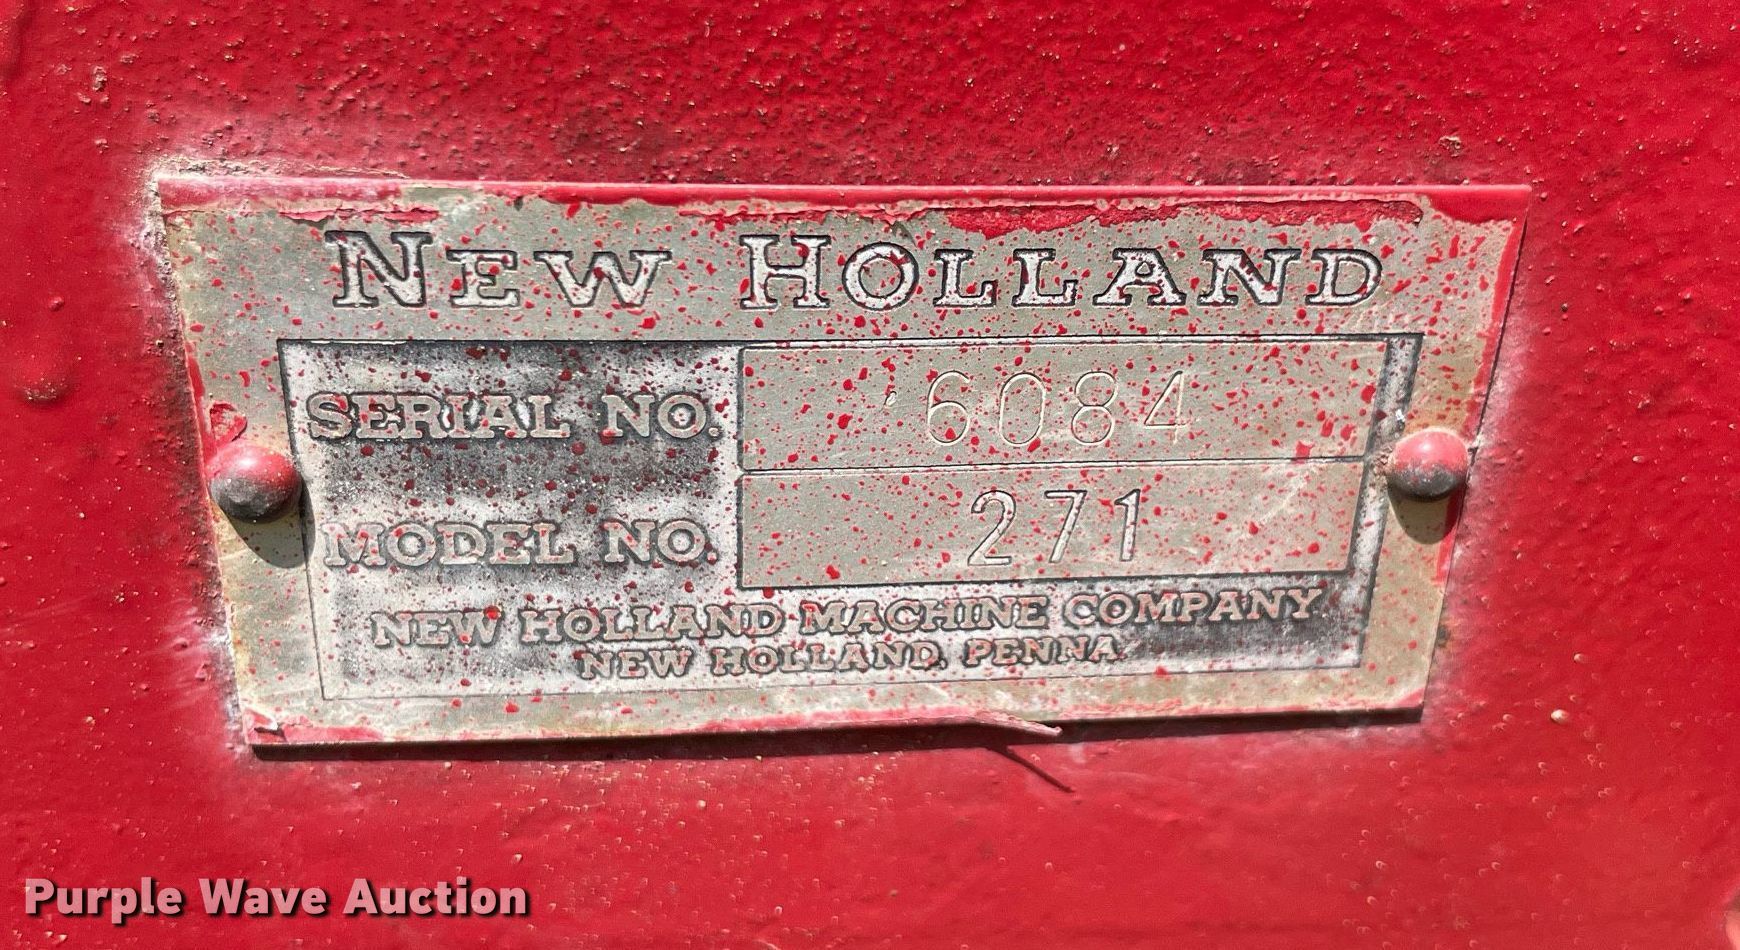 NEW HOLLAND
SERIAL NO. 6084
MODEL NO. 271
NEW HOLLAND MACHINE COMPANY
NEW HOLLAND, PENNA.
Purple Wave Auction